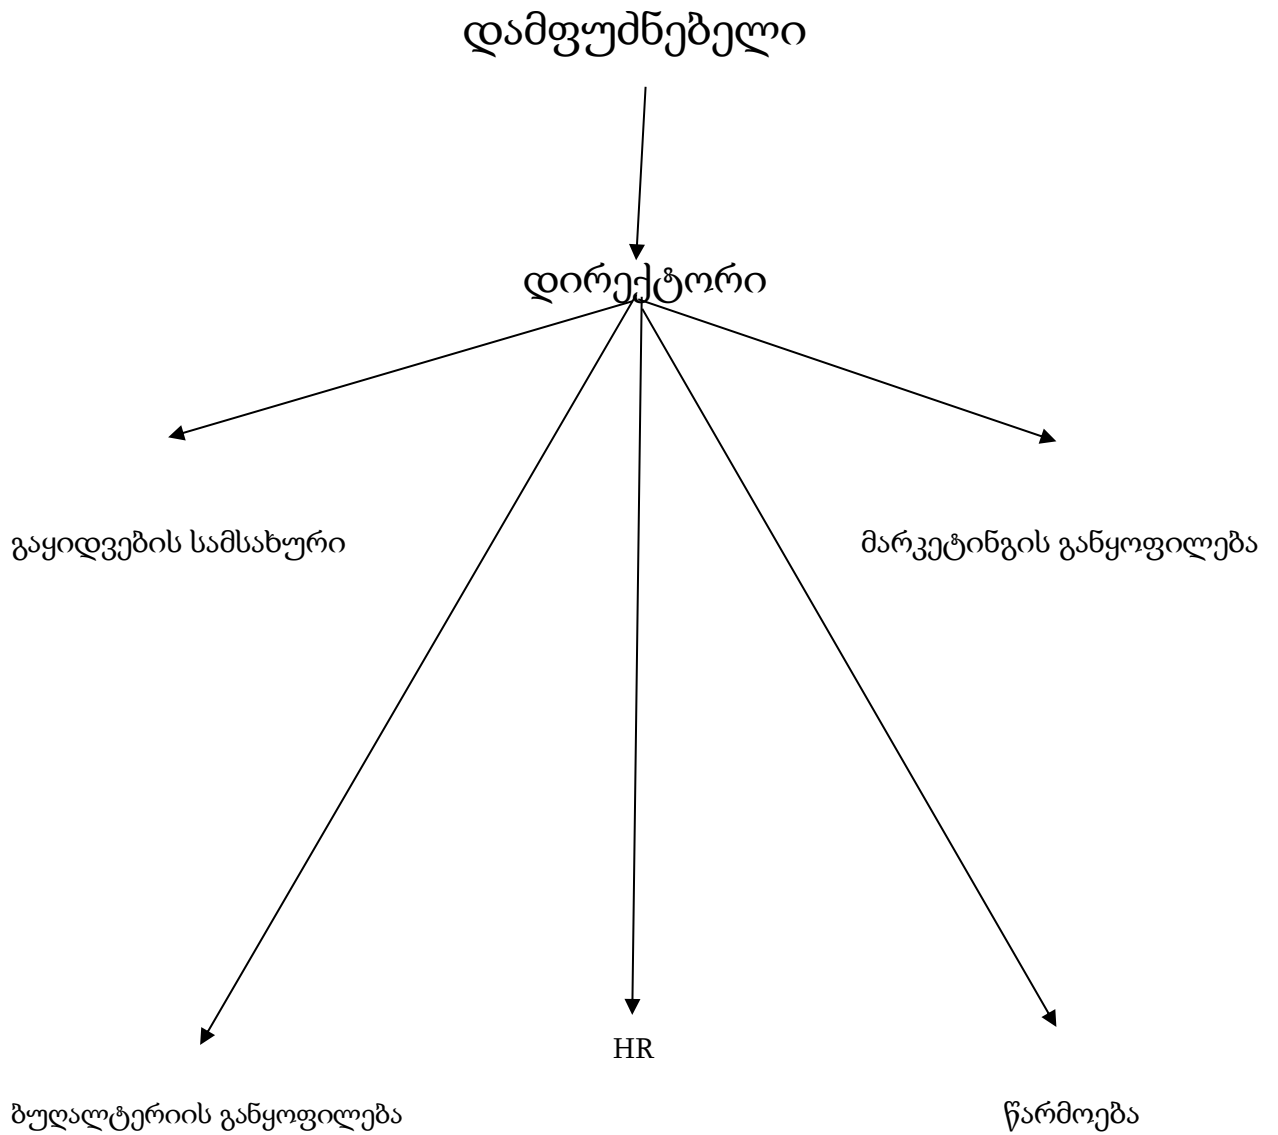 დამფუძნებელი
დირექტორი
გაყიდვების სამსახური
მარკეტინგის განყოფილება
HR
ბუღალტერიის განყოფილება
წარმოება